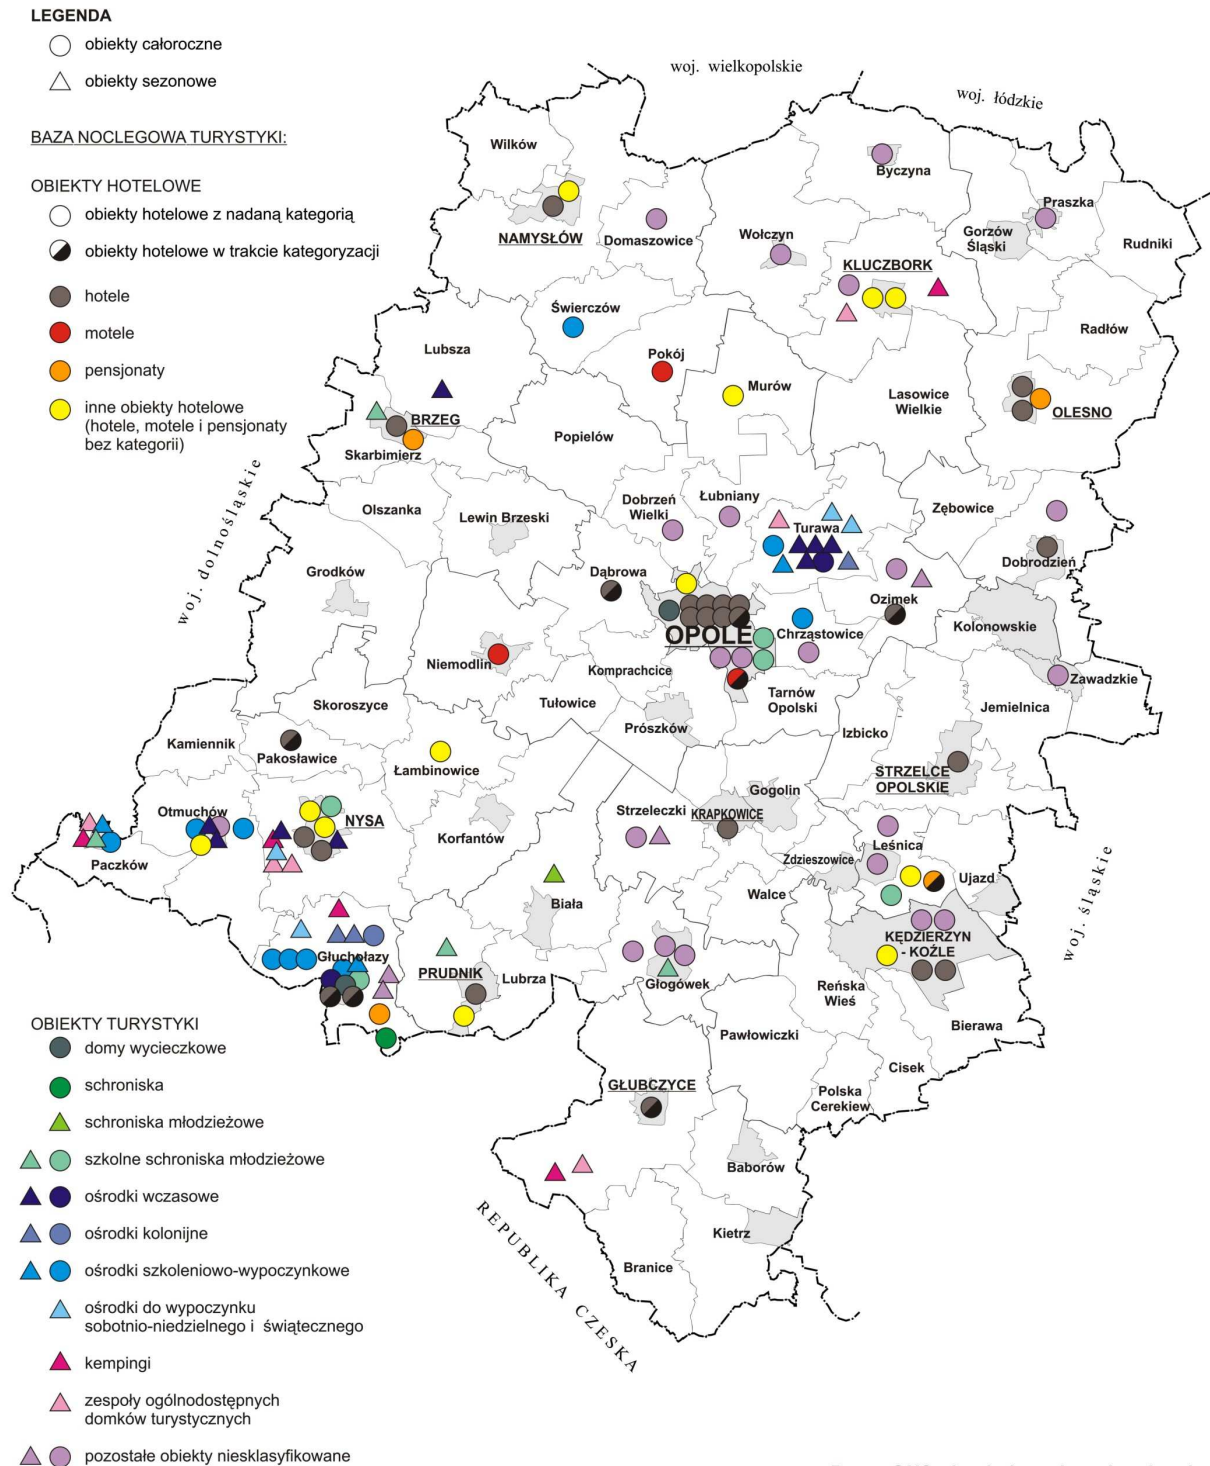 LEGENDA
obiekty całoroczne
obiekty sezonowe
BAZA NOCLEGOWA TURYSTYKI:
OBIEKTY HOTELOWE
obiekty hotelowe z nadaną kategorią
obiekty hotelowe w trakcie kategoryzacji
hotele
motele
pensjonaty
inne obiekty hotelowe
(hotele, motele i pensjonaty
bez kategorii)
woj. wielkopolskie
woj. łódzkie
woj. dolnośląskie
woj. śląskie
REPUBLIKA CZESKA
Wilków
NAMYSŁÓW
Domaszowice
Byczyna
Wołczyn
KLUCZBORK
Praszka
Gorzów
Śląski
Rudniki
Świerczów
Radłów
Lubsza
Pokój
Murów
Lasowice
Wielkie
OLESNO
BRZEG
Skarbimierz
Popielów
Olszanka
Lewin Brzeski
Dobrzeń
Wielki
Łubniany
Turawa
Zębowice
Dobrodzień
Grodków
Dąbrowa
Ozimek
OPOLE
Chrząstowice
Kolonowskie
Niemodlin
Komprachcice
Zawadzkie
Skoroszyce
Tułowice
Tarnów
Opolski
Jemielnica
Prószków
Izbicko
Kamiennik
Pakosławice
Łambinowice
STRZELCE
OPOLSKIE
Gogolin
Otmuchów
NYSA
Strzeleczki
KRAPKOWICE
Korfantów
Leśnica
Zdzieszowice
Paczków
Ujazd
Walce
Biała
KĘDZIERZYN
- KOŹLE
Głuchołazy
PRUDNIK
Lubrza
Głogówek
Reńska
Wieś
Bierawa
Pawłowiczki
Cisek
GŁUBCZYCE
Polska
Cerekiew
Baborów
Kietrz
Branice
OBIEKTY TURYSTYKI
domy wycieczkowe
schroniska
schroniska młodzieżowe
szkolne schroniska młodzieżowe
ośrodki wczasowe
ośrodki kolonijne
ośrodki szkoleniowo-wypoczynkowe
ośrodki do wypoczynku
sobotnio-niedzielnego i świątecznego
kempingi
zespoły ogólnodostępnych
domków turystycznych
pozostałe obiekty niesklasyfikowane